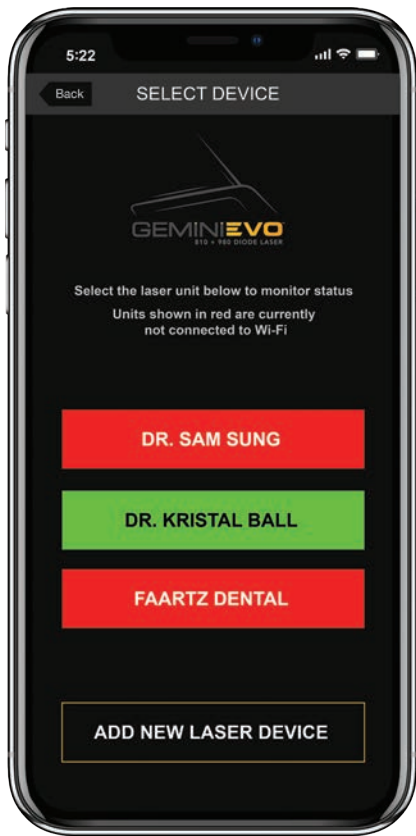 5:22
Back
SELECT DEVICE
GEMINIEVO
810 + 980 DIODE LASER
Select the laser unit below to monitor status
Units shown in red are currently
not connected to Wi-Fi
DR. SAM SUNG
DR. KRISTAL BALL
FAARTZ DENTAL
ADD NEW LASER DEVICE